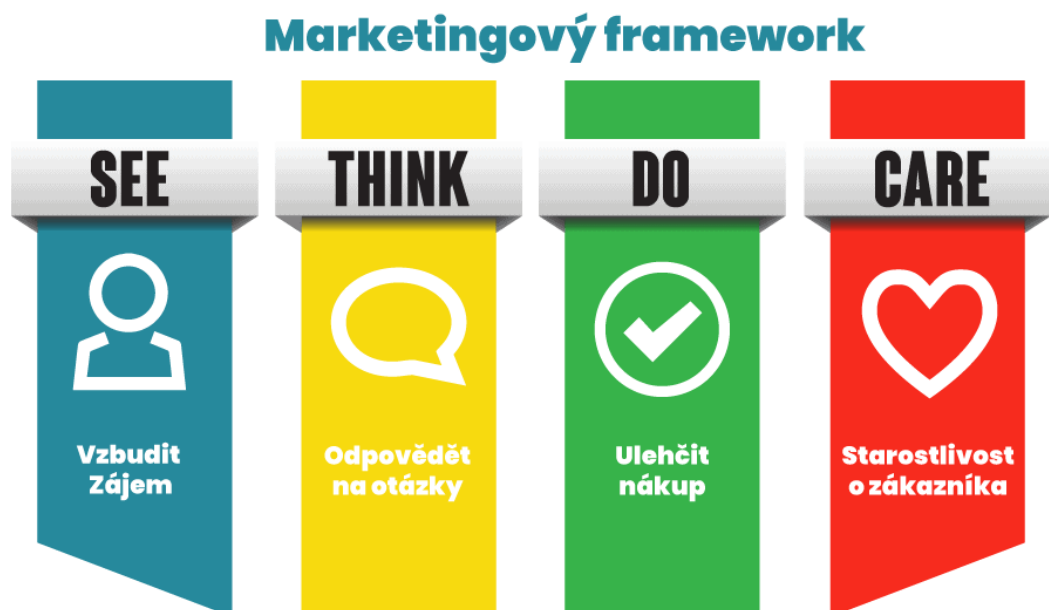 Marketingový framework
SEE
THINK
DO
CARE
Vzbudit
Zájem
Odpovědět
na otázky
Ulehčit
nákup
Starostlivost
o zákazníka